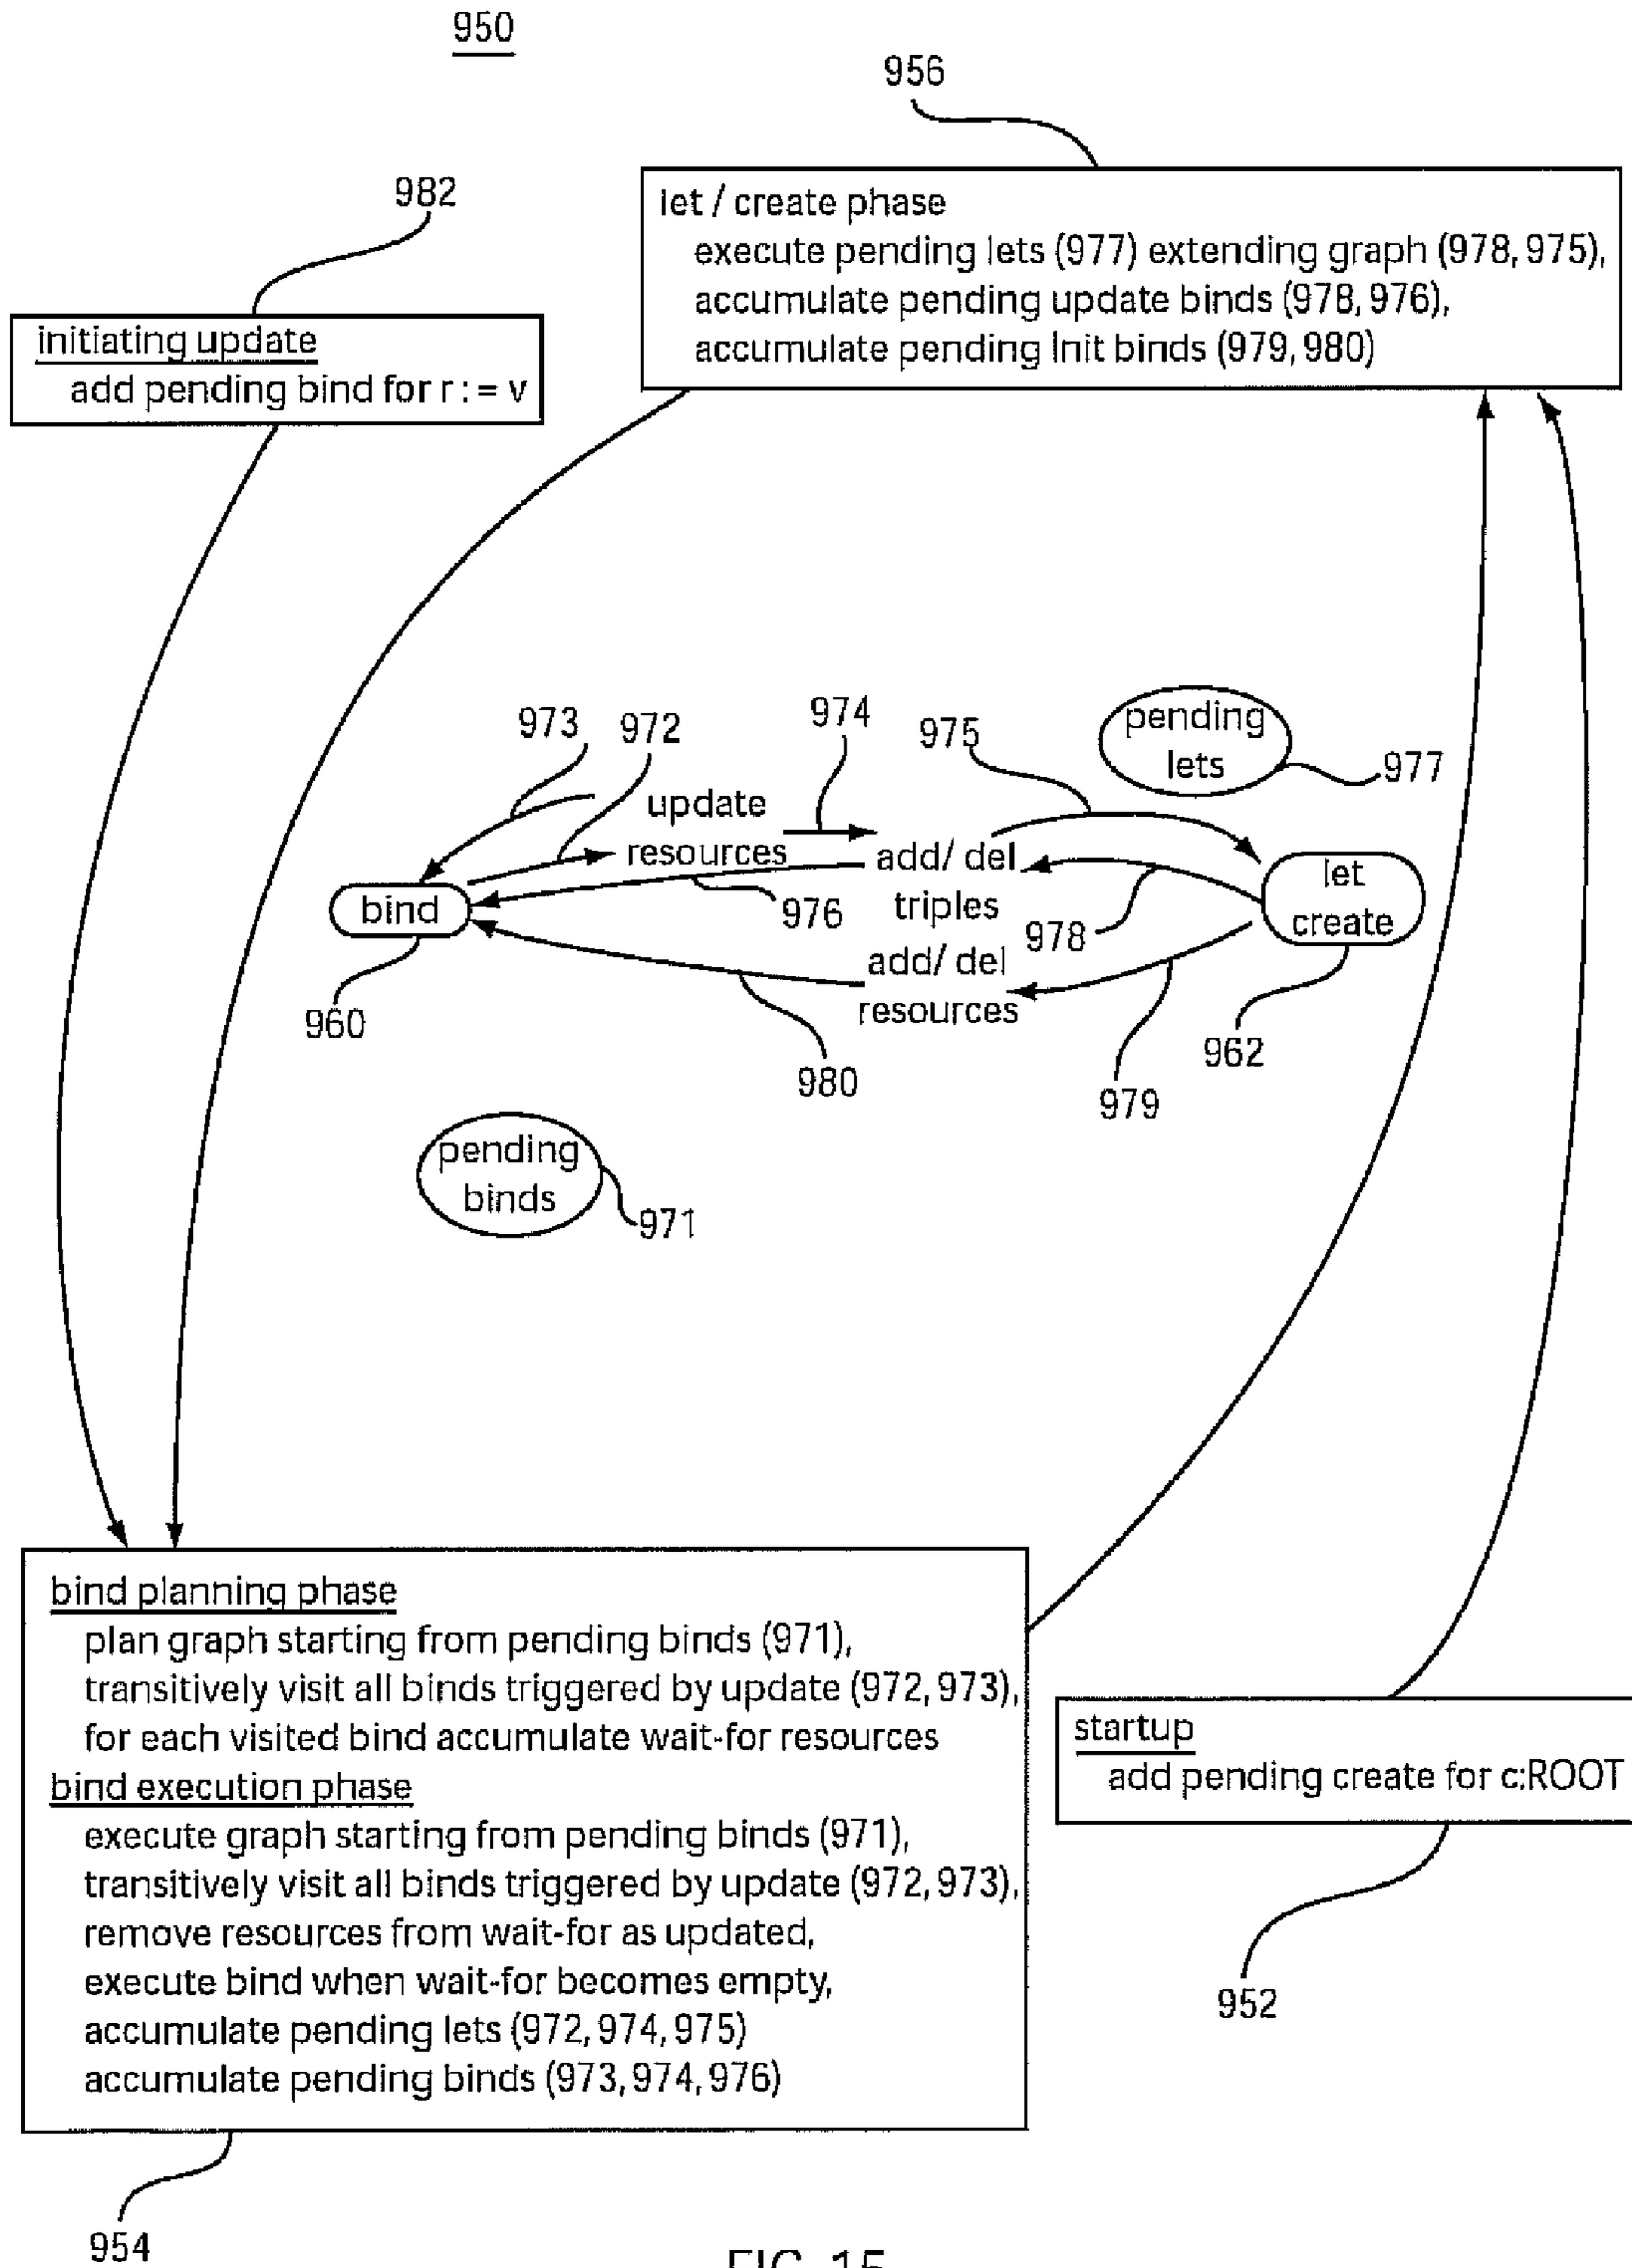 950
956
982
let / create phase
execute pending lets (977) extending graph (978, 975),
accumulate pending update binds (978, 976),
accumulate pending Init binds (979, 980)
initiating update
add pending bind for r : = v
973
972
974
975
pending
lets
977
update
resources
add/ del
triples
let
create
bind
976
978
add/ del
resources
960
962
980
979
pending
binds
971
bind planning phase
plan graph starting from pending binds (971),
transitively visit all binds triggered by update (972, 973),
for each visited bind accumulate wait-for resources
bind execution phase
execute graph starting from pending binds (971),
transitively visit all binds triggered by update (972, 973),
remove resources from wait-for as updated,
execute bind when wait-for becomes empty,
accumulate pending lets (972, 974, 975)
accumulate pending binds (973, 974, 976)
startup
add pending create for c:ROOT
952
954
FIG. 15